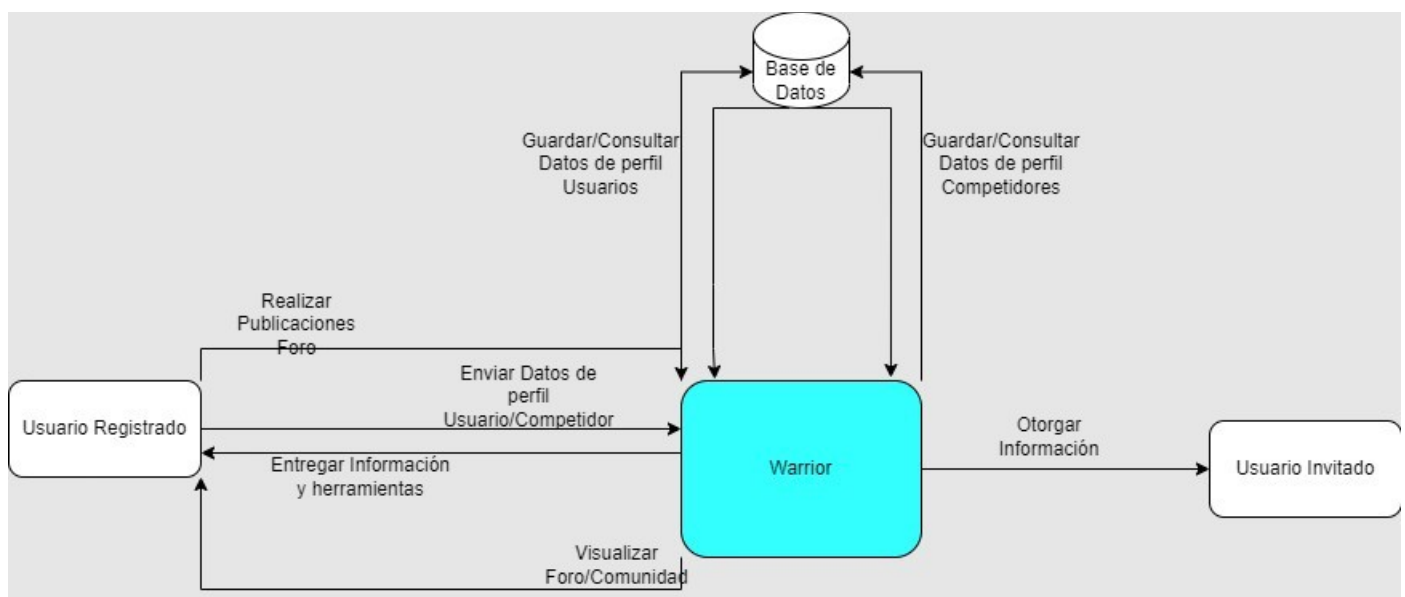 Base de
Datos
Guardar/Consultar
Datos de perfil
Usuarios
Guardar/Consultar
Datos de perfil
Competidores
Realizar
Publicaciones
Foro
Enviar Datos de
perfil
Usuario/Competidor
Usuario Registrado
Entregar Información
y herramientas
Warrior
Otorgar
Información
Usuario Invitado
Visualizar
Foro/Comunidad